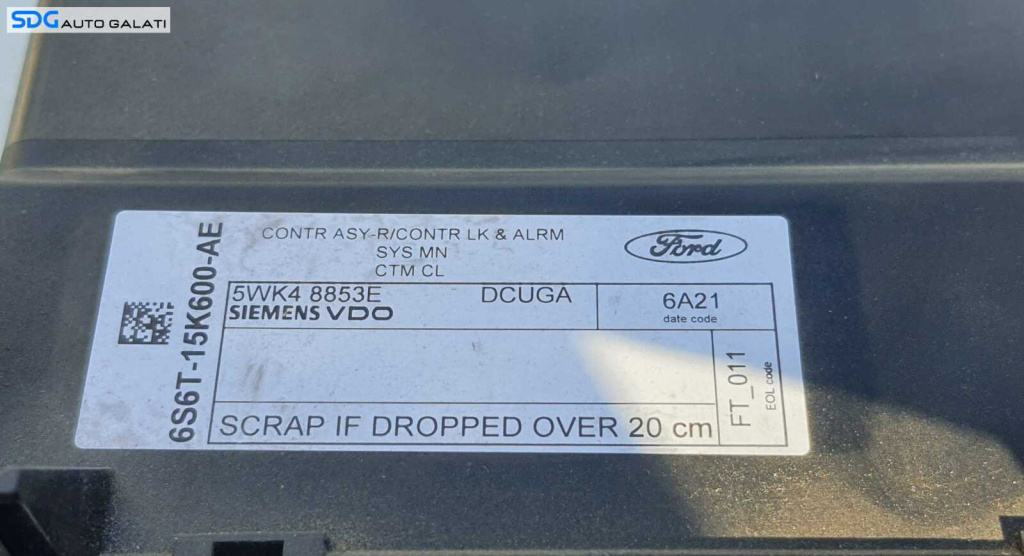 SDG AUTO GALATI
CONTR ASY-R/CONTR LK & ALRM
SYS MN
CTM CL
Ford
6S6T-15K600-AE
5WK4 8853E DCUGA
SIEMENS VDO
6A21
date code
FT_011
EOL code
SCRAP IF DROPPED OVER 20 cm